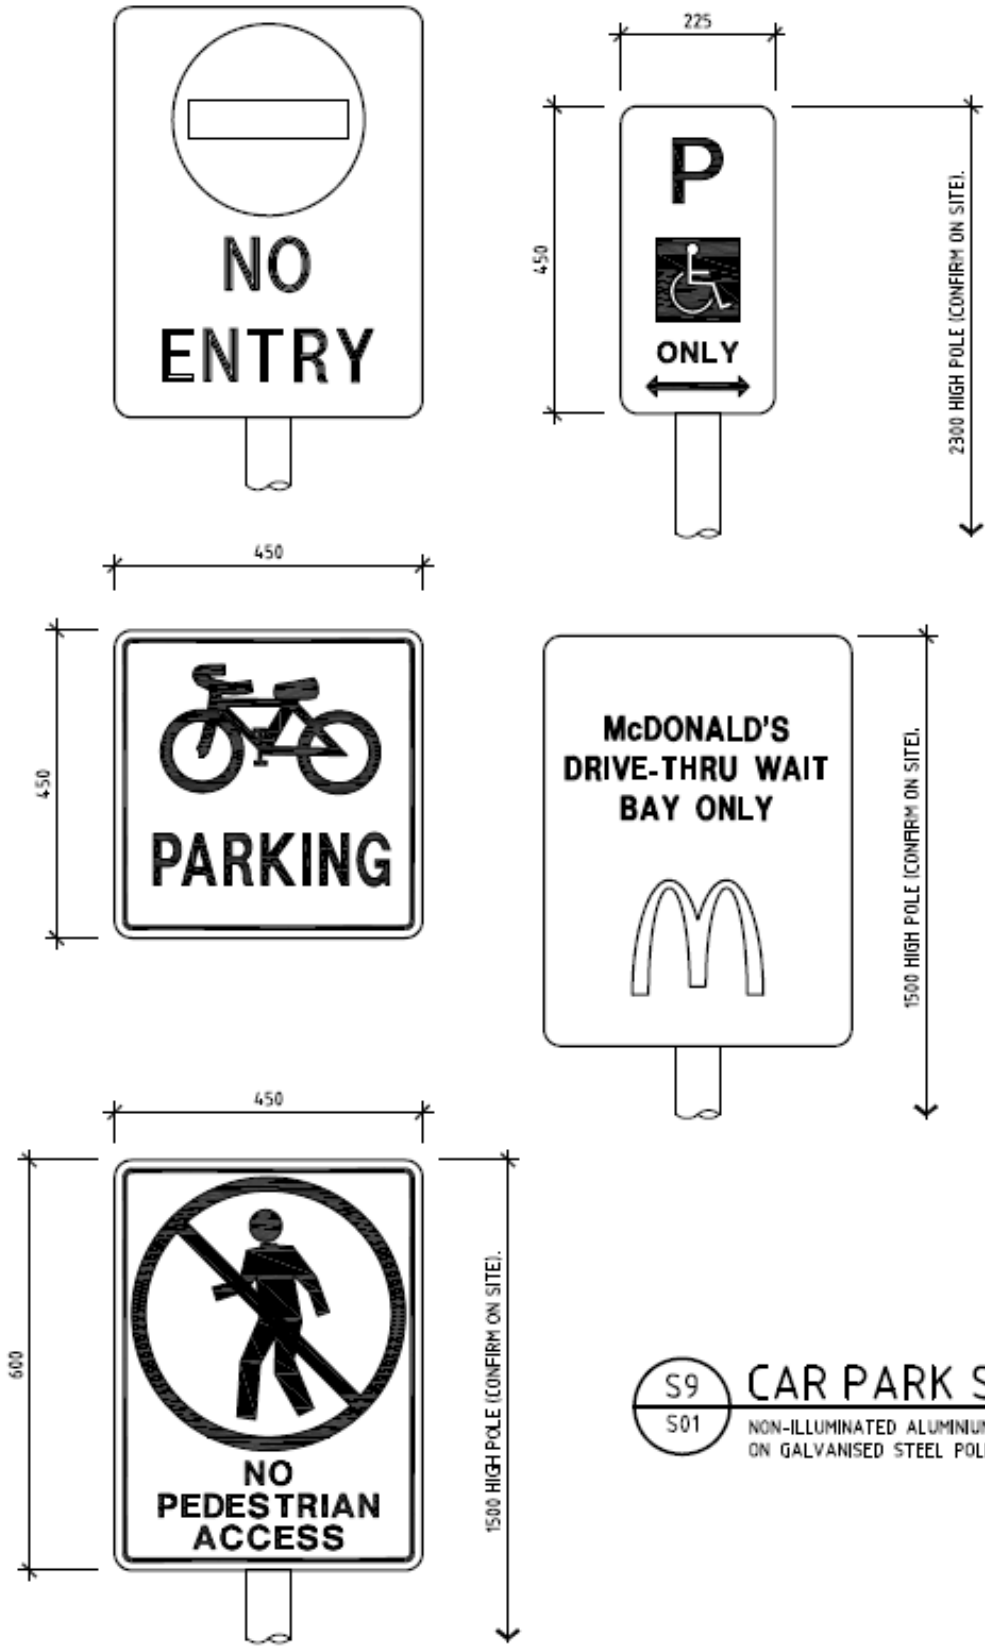 NO
ENTRY
225
450
P
ONLY
2300 HIGH POLE (CONFIRM ON SITE).
450
450
PARKING
McDONALD'S
DRIVE-THRU WAIT
BAY ONLY
1500 HIGH POLE (CONFIRM ON SITE).
450
600
NO
PEDESTRIAN
ACCESS
1500 HIGH POLE (CONFIRM ON SITE).
S9
S01
CAR PARK S
NON-ILLUMINATED ALUMINIUM
ON GALVANISED STEEL POLE